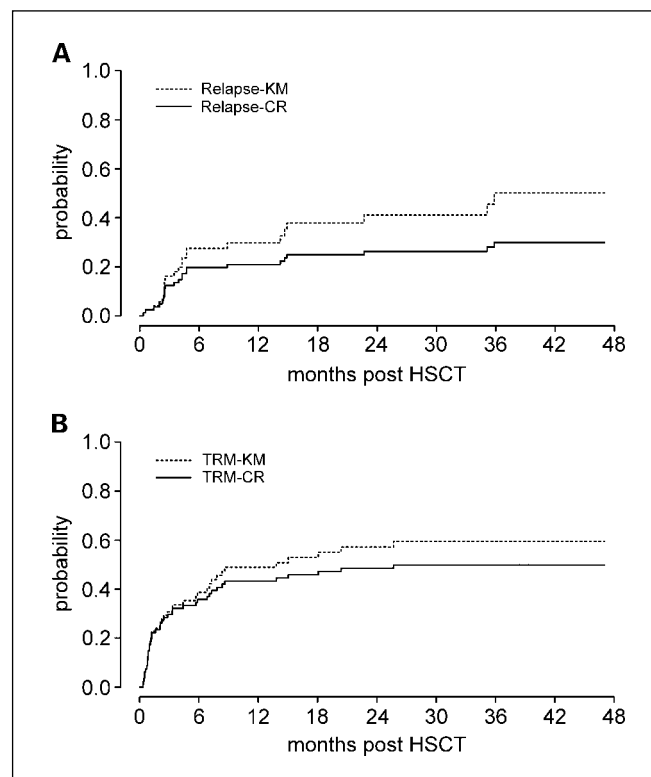 A
1.0
Relapse-KM
Relapse-CR
0.8
0.6
probability
0.4
0.2
0.0
0 6 12 18 24 30 36 42 48
months post HSCT
B
1.0
TRM-KM
TRM-CR
0.8
0.6
probability
0.4
0.2
0.0
0 6 12 18 24 30 36 42 48
months post HSCT